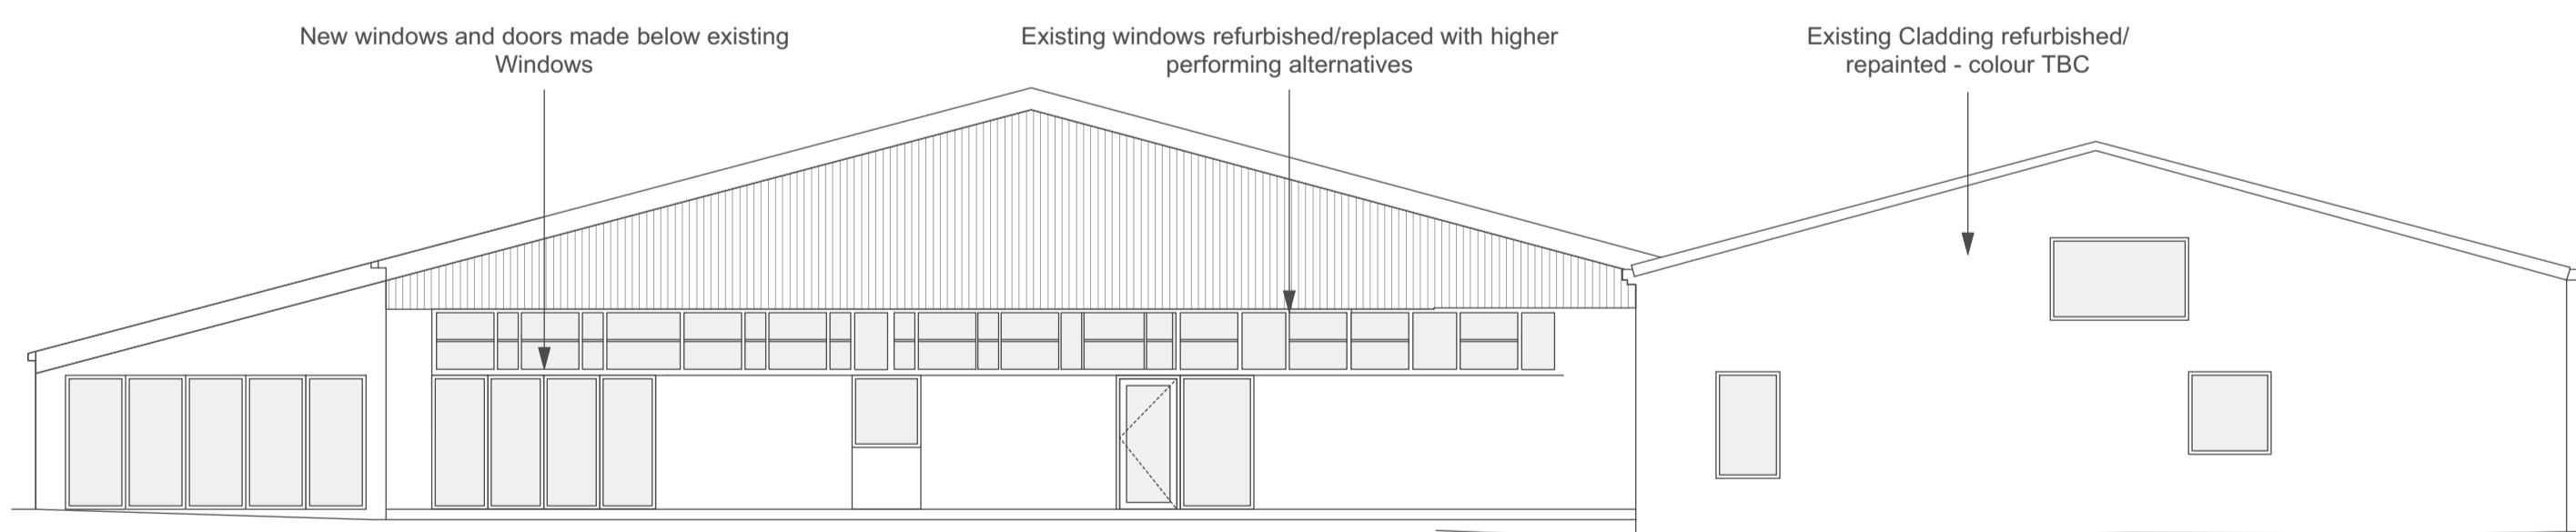 New windows and doors made below existing
Windows
Existing windows refurbished/replaced with higher
performing alternatives
Existing Cladding refurbished/
repainted - colour TBC